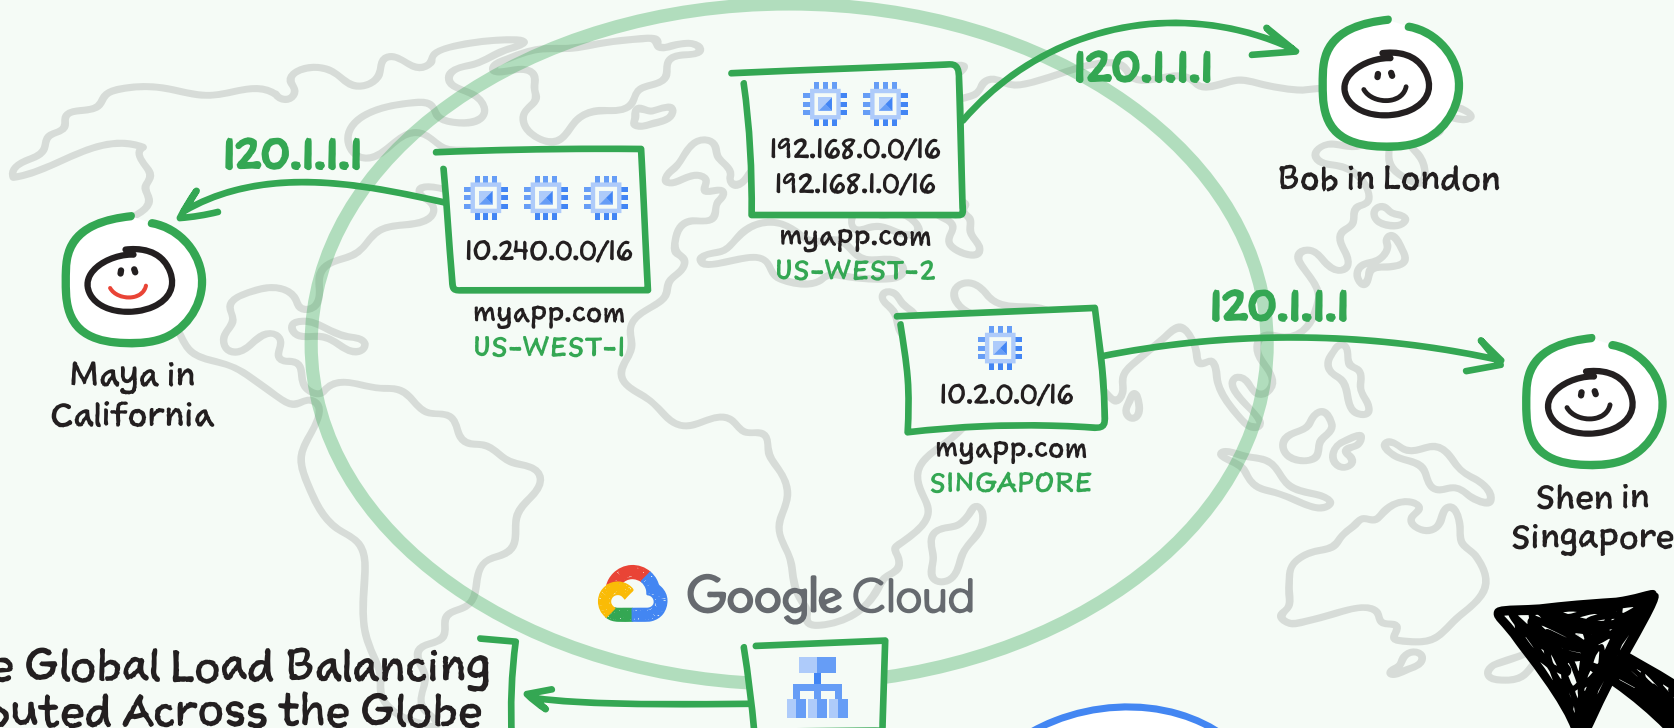 120.1.1.1
Bob in London
192.168.0.0/16
192.168.1.0/16
myapp.com
US-WEST-2
120.1.1.1
10.240.0.0/16
myapp.com
US-WEST-1
Maya in
California
120.1.1.1
10.2.0.0/16
myapp.com
SINGAPORE
Shen in
Singapore
Google Cloud
Global Load Balancing
Across the Globe